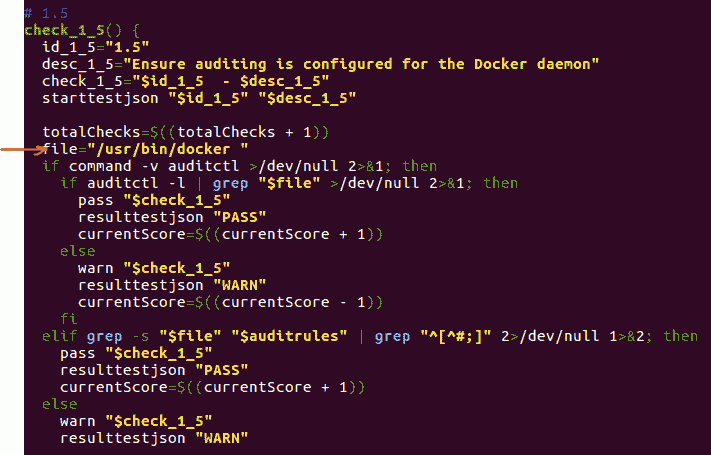 # 1.5
check_1_5() {
  id_1_5="1.5"
  desc_1_5="Ensure auditing is configured for the Docker daemon"
  check_1_5="$id_1_5  - $desc_1_5"
  starttestjson "$id_1_5" "$desc_1_5"

  totalChecks=$((totalChecks + 1))
  file="/usr/bin/docker "
  if command -v auditctl >/dev/null 2>&1; then
    if auditctl -l | grep "$file" >/dev/null 2>&1; then
      pass "$check_1_5"
      resulttestjson "PASS"
      currentScore=$((currentScore + 1))
    else
      warn "$check_1_5"
      resulttestjson "WARN"
      currentScore=$((currentScore - 1))
    fi
  elif grep -s "$file" "$auditrules" | grep "^[^#;]" 2>/dev/null 1>&2; then
    pass "$check_1_5"
    resulttestjson "PASS"
    currentScore=$((currentScore + 1))
  else
    warn "$check_1_5"
    resulttestjson "WARN"